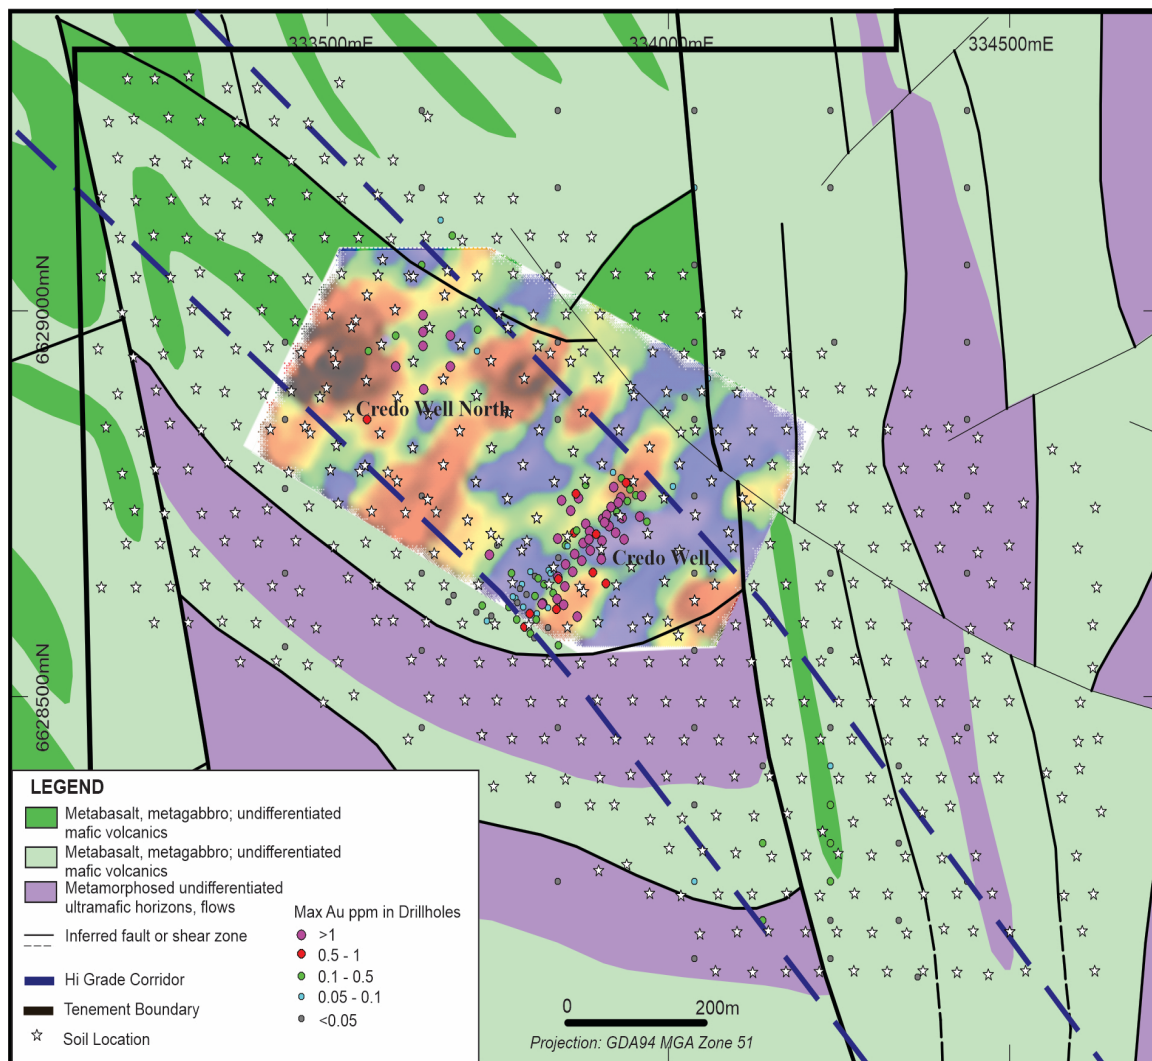 333500mE
334000mE
334500mE
6629000mN
Credo Well North
Credo Well
6628500mN
LEGEND
Metabasalt, metagabbro; undifferentiated
mafic volcanics
Metabasalt, metagabbro; undifferentiated
mafic volcanics
Metamorphosed undifferentiated
ultramafic horizons, flows
Inferred fault or shear zone
Hi Grade Corridor
Tenement Boundary
Soil Location
Max Au ppm in Drillholes
>1
0.5 - 1
0.1 - 0.5
0.05 - 0.1
<0.05
0
200m
Projection: GDA94 MGA Zone 51